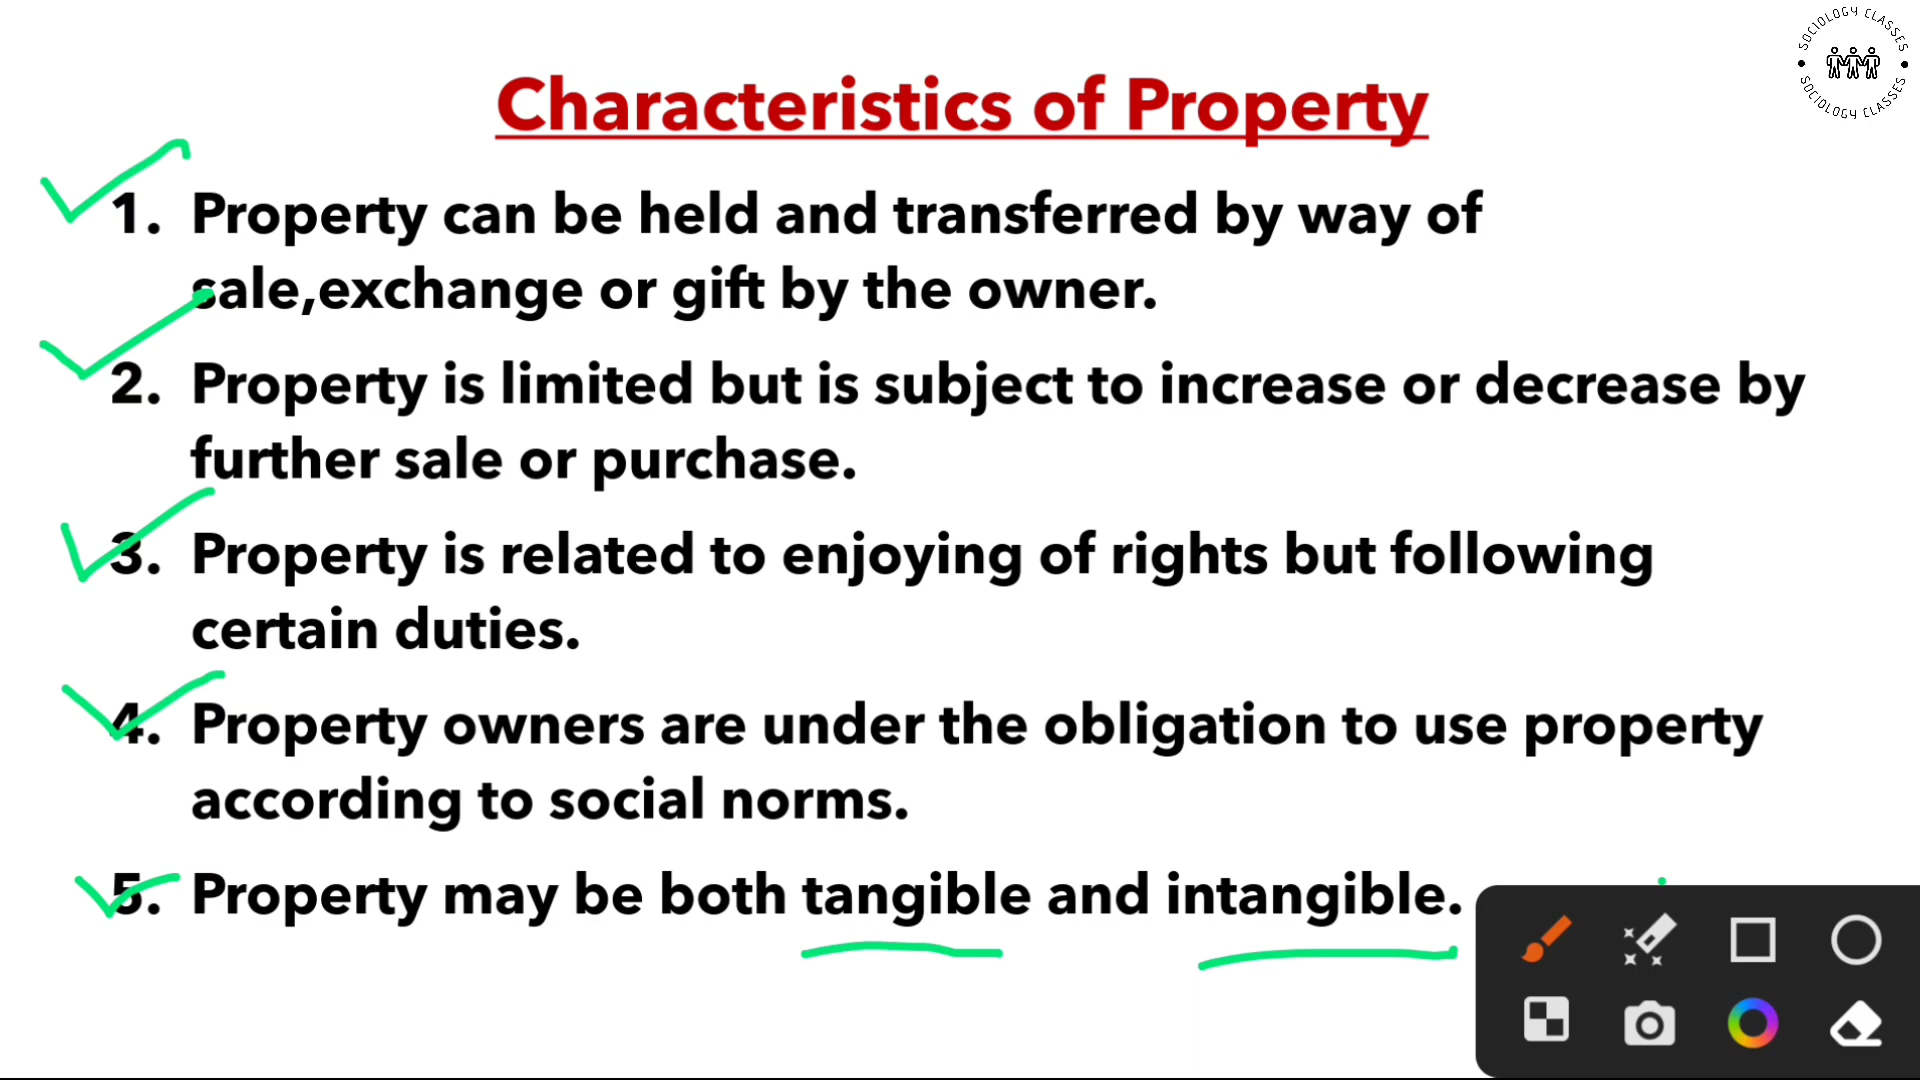 SOCIOLOGY CLASSES
SOCIOLOGY CLASSES
Characteristics of Property
1. Property can be held and transferred by way of
sale,exchange or gift by the owner.
2. Property is limited but is subject to increase or decrease by
further sale or purchase.
3. Property is related to enjoying of rights but following
certain duties.
4. Property owners are under the obligation to use property
according to social norms.
5. Property may be both tangible and intangible.